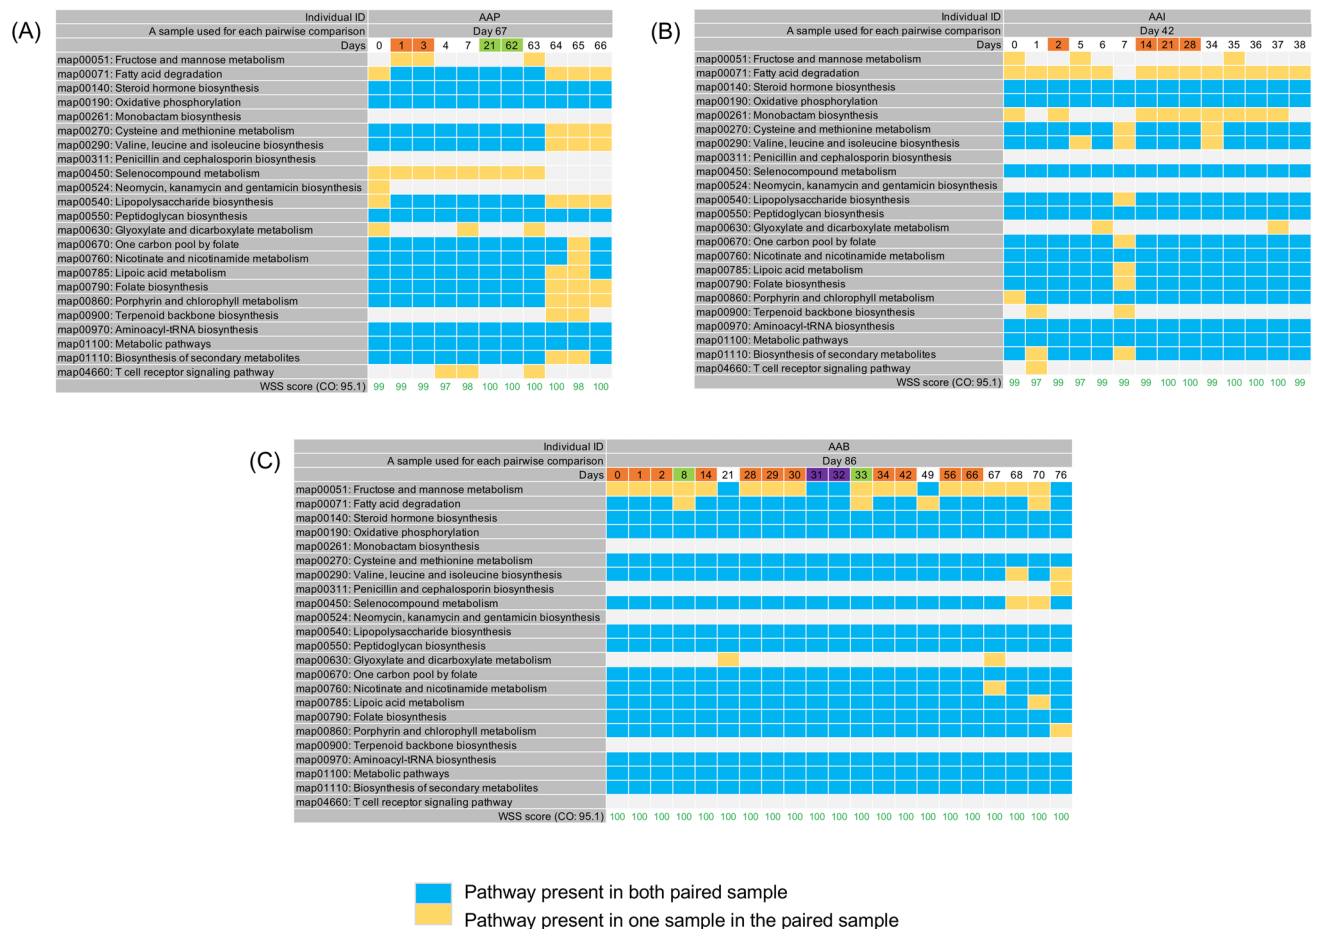 (A)
Individual ID AAP
A sample used for each pairwise comparison Day 67
Days 0 1 3 4 7 21 62 63 64 65 66
map00051: Fructose and mannose metabolism
map00071: Fatty acid degradation
map00140: Steroid hormone biosynthesis
map00190: Oxidative phosphorylation
map00261: Monobactam biosynthesis
map00270: Cysteine and methionine metabolism
map00290: Valine, leucine and isoleucine biosynthesis
map00311: Penicillin and cephalosporin biosynthesis
map00450: Selenocompound metabolism
map00524: Neomycin, kanamycin and gentamicin biosynthesis
map00540: Lipopolysaccharide biosynthesis
map00550: Peptidoglycan biosynthesis
map00630: Glyoxylate and dicarboxylate metabolism
map00670: One carbon pool by folate
map00760: Nicotinate and nicotinamide metabolism
map00785: Lipoic acid metabolism
map00790: Folate biosynthesis
map00860: Porphyrin and chlorophyll metabolism
map00900: Terpenoid backbone biosynthesis
map00970: Aminoacyl-tRNA biosynthesis
map01100: Metabolic pathways
map01110: Biosynthesis of secondary metabolites
map04660: T cell receptor signaling pathway
WSS score (CO: 95.1) 99 99 99 97 98 100 100 100 100 98 100
(B)
Individual ID AAI
A sample used for each pairwise comparison Day 42
Days 0 1 2 5 6 7 14 21 28 34 35 36 37 38
map00051: Fructose and mannose metabolism
map00071: Fatty acid degradation
map00140: Steroid hormone biosynthesis
map00190: Oxidative phosphorylation
map00261: Monobactam biosynthesis
map00270: Cysteine and methionine metabolism
map00290: Valine, leucine and isoleucine biosynthesis
map00311: Penicillin and cephalosporin biosynthesis
map00450: Selenocompound metabolism
map00524: Neomycin, kanamycin and gentamicin biosynthesis
map00540: Lipopolysaccharide biosynthesis
map00550: Peptidoglycan biosynthesis
map00630: Glyoxylate and dicarboxylate metabolism
map00670: One carbon pool by folate
map00760: Nicotinate and nicotinamide metabolism
map00785: Lipoic acid metabolism
map00790: Folate biosynthesis
map00860: Porphyrin and chlorophyll metabolism
map00900: Terpenoid backbone biosynthesis
map00970: Aminoacyl-tRNA biosynthesis
map01100: Metabolic pathways
map01110: Biosynthesis of secondary metabolites
map04660: T cell receptor signaling pathway
WSS score (CO: 95.1) 99 97 99 97 99 99 99 100 100 99 100 100 100 99
(C)
Individual ID AAB
A sample used for each pairwise comparison Day 86
Days 0 1 2 8 14 21 28 29 30 31 32 33 34 42 49 56 66 67 68 70 76
map00051: Fructose and mannose metabolism
map00071: Fatty acid degradation
map00140: Steroid hormone biosynthesis
map00190: Oxidative phosphorylation
map00261: Monobactam biosynthesis
map00270: Cysteine and methionine metabolism
map00290: Valine, leucine and isoleucine biosynthesis
map00311: Penicillin and cephalosporin biosynthesis
map00450: Selenocompound metabolism
map00524: Neomycin, kanamycin and gentamicin biosynthesis
map00540: Lipopolysaccharide biosynthesis
map00550: Peptidoglycan biosynthesis
map00630: Glyoxylate and dicarboxylate metabolism
map00670: One carbon pool by folate
map00760: Nicotinate and nicotinamide metabolism
map00785: Lipoic acid metabolism
map00790: Folate biosynthesis
map00860: Porphyrin and chlorophyll metabolism
map00900: Terpenoid backbone biosynthesis
map00970: Aminoacyl-tRNA biosynthesis
map01100: Metabolic pathways
map01110: Biosynthesis of secondary metabolites
map04660: T cell receptor signaling pathway
WSS score (CO: 95.1) 100 100 100 100 100 100 100 100 100 100 100 100 100 100 100 100 100 100 100 100 100
Pathway present in both paired sample
Pathway present in one sample in the paired sample